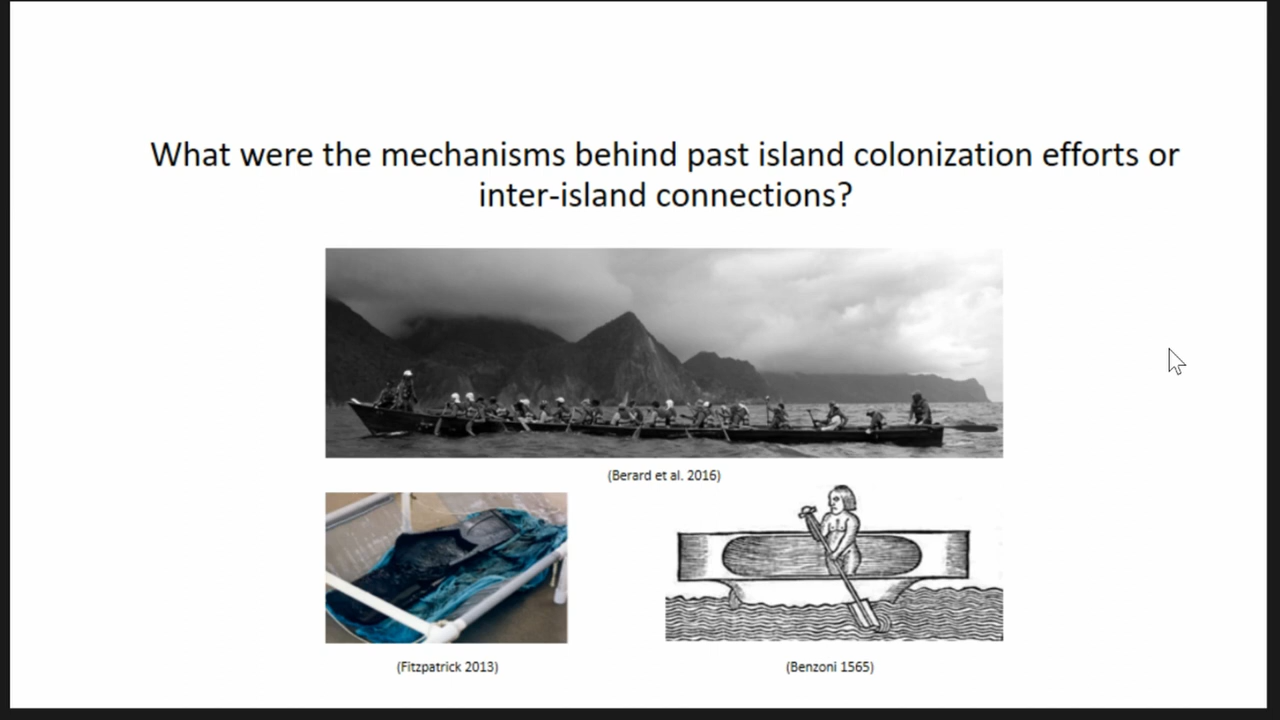 What were the mechanisms behind past island colonization efforts or
inter-island connections?
(Berard et al. 2016)
(Fitzpatrick 2013)
(Benzoni 1565)